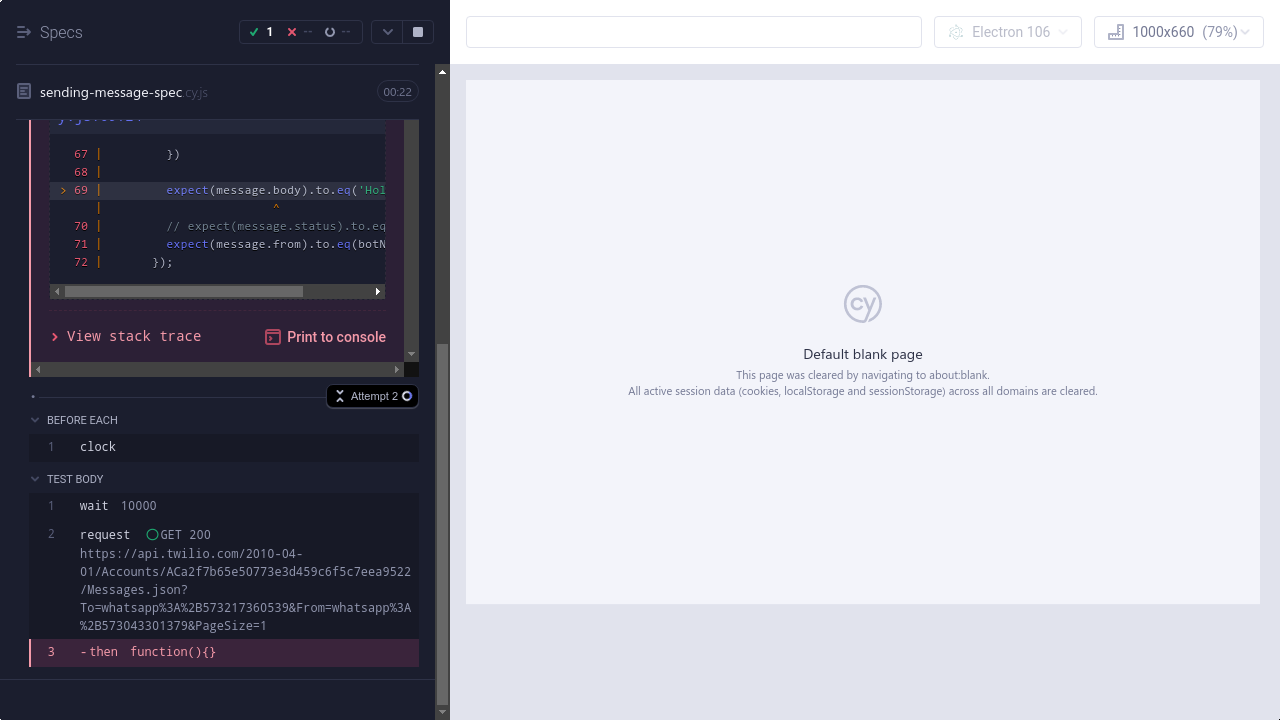 Specs
1
--
--
sending-message-spec.cy.js
00:22
67 | })
68 |
> 69 | expect(message.body).to.eq('Hol
| ^
70 | // expect(message.status).to.eq
71 | expect(message.from).to.eq(botN
72 | });
View stack trace
Print to console
Attempt 2
BEFORE EACH
1 clock
TEST BODY
1 wait 10000
2 request GET 200
https://api.twilio.com/2010-04-
01/Accounts/ACa2f7b65e50773e3d459c6f5c7eea9522
/Messages.json?
To=whatsapp%3A%2B573217360539&From=whatsapp%3A
%2B573043301379&PageSize=1
3 -then function(){}
Electron 106
1000x660 (79%)
cy
Default blank page
This page was cleared by navigating to about:blank.
All active session data (cookies, localStorage and sessionStorage) across all domains are cleared.